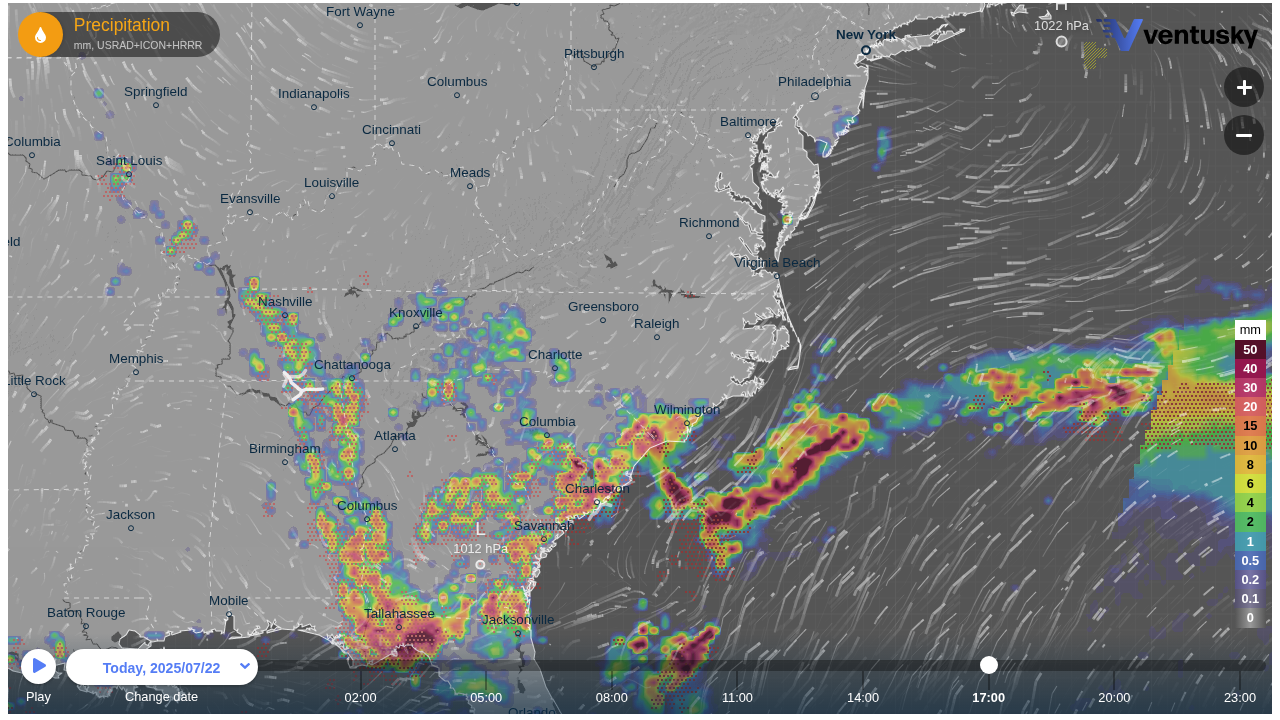 Precipitation
mm, USRAD+ICON+HRRR
Fort Wayne
H
1022 hPa
ventusky
New York
Pittsburgh
Springfield
Indianapolis
Columbus
Philadelphia
+
Columbia
Cincinnati
Baltimore
−
Saint Louis
Meads
Louisville
Evansville
Richmond
eld
Virginia Beach
Nashville
Knoxville
Greensboro
Raleigh
mm
Memphis
Chattanooga
Charlotte
50
40
Little Rock
30
Wilmington
20
Columbia
15
Birmingham
Atlanta
10
8
Charleston
6
Jackson
Columbus
4
Savannah
L
2
1012 hPa
1
0.5
0.2
Mobile
0.1
Baton Rouge
Tallahassee
Jacksonville
0
Today, 2025/07/22
Play
Change date
02:00
05:00
08:00
11:00
14:00
17:00
20:00
23:00
Orlando